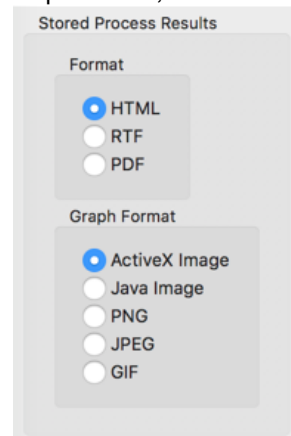 Stored Process Results
Format
HTML
RTF
PDF
Graph Format
ActiveX Image
Java Image
PNG
JPEG
GIF